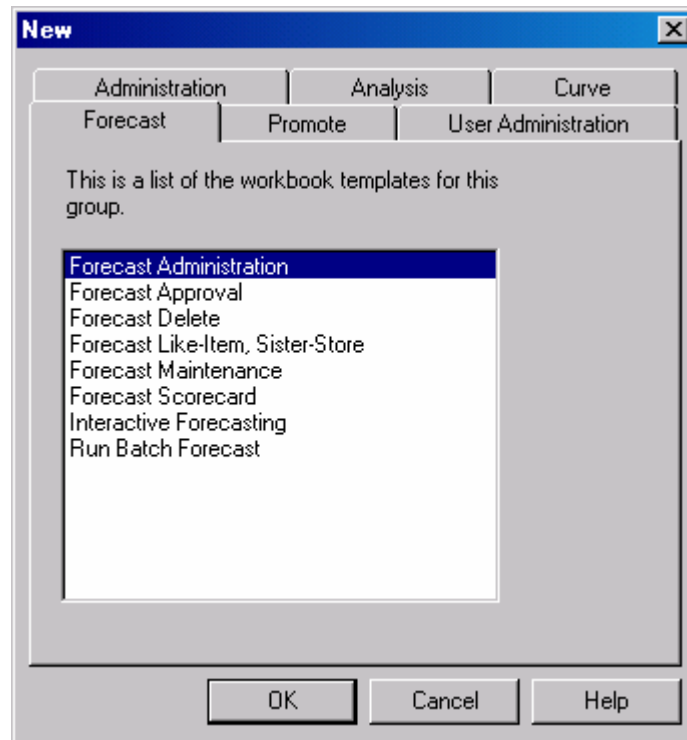 New
Administration Analysis Curve
Forecast Promote User Administration
This is a list of the workbook templates for this
group.
Forecast Administration
Forecast Approval
Forecast Delete
Forecast Like-Item, Sister-Store
Forecast Maintenance
Forecast Scorecard
Interactive Forecasting
Run Batch Forecast
OK Cancel Help